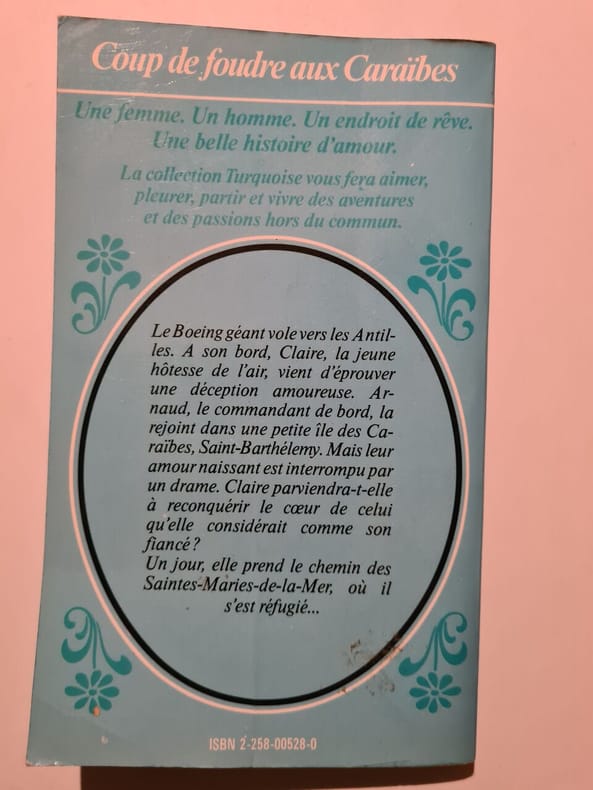 Coup de foudre aux Caraïbes
Une femme. Un homme. Un endroit de rêve.
Une belle histoire d'amour.
La collection Turquoise vous fera aimer,
pleurer, partir et vivre des aventures
et des passions hors du commun.
Le Boeing géant vole vers les Antil-
les. A son bord, Claire, la jeune
hôtesse de l'air, vient d'éprouver
une déception amoureuse. Ar-
naud, le commandant de bord, la
rejoint dans une petite île des Ca-
raïbes, Saint-Barthélemy. Mais leur
amour naissant est interrompu par
un drame. Claire parviendra-t-elle
à reconquérir le cœur de celui
qu'elle considérait comme son
fiancé ?
Un jour, elle prend le chemin des
Saintes-Maries-de-la-Mer, où il
s'est réfugié...
ISBN 2-258-00528-0